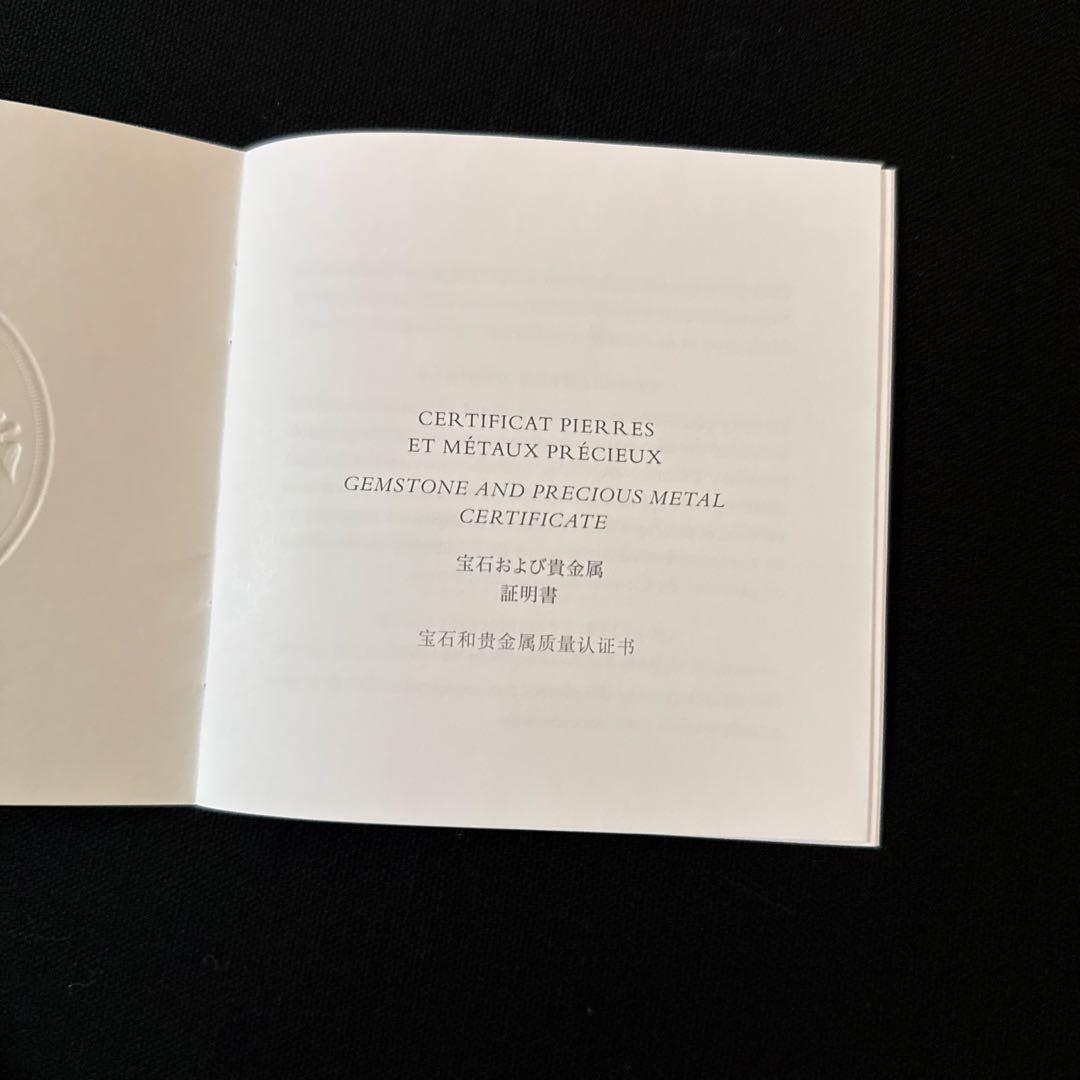 CERTIFICAT PIERRES
ET MÉTAUX PRÉCIEUX
GEMSTONE AND PRECIOUS METAL
CERTIFICATE
宝石および貴金属
証明書
宝石和贵金属质量认证书